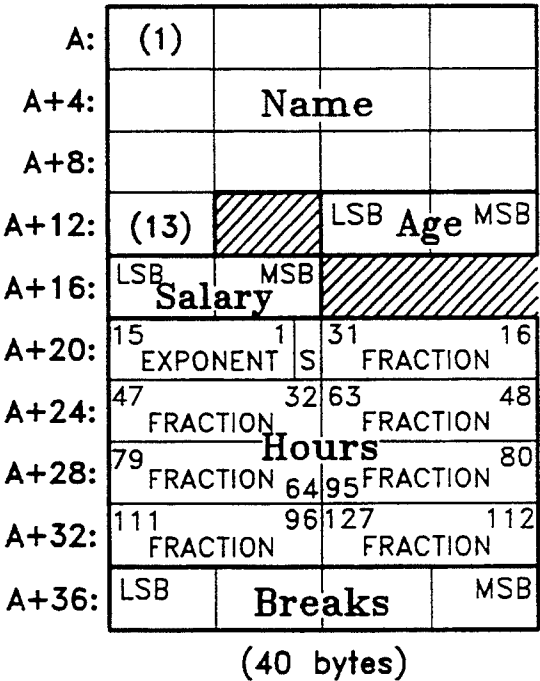 A: (1)
A+4: Name
A+8:
A+12: (13) LSB Age MSB
A+16: LSB Salary MSB
A+20: 15 EXPONENT 1 S 31 FRACTION 16
A+24: 47 FRACTION 32 63 FRACTION 48
Hours
A+28: 79 FRACTION 64 95 FRACTION 80
A+32: 111 FRACTION 96 127 FRACTION 112
A+36: LSB Breaks MSB
(40 bytes)